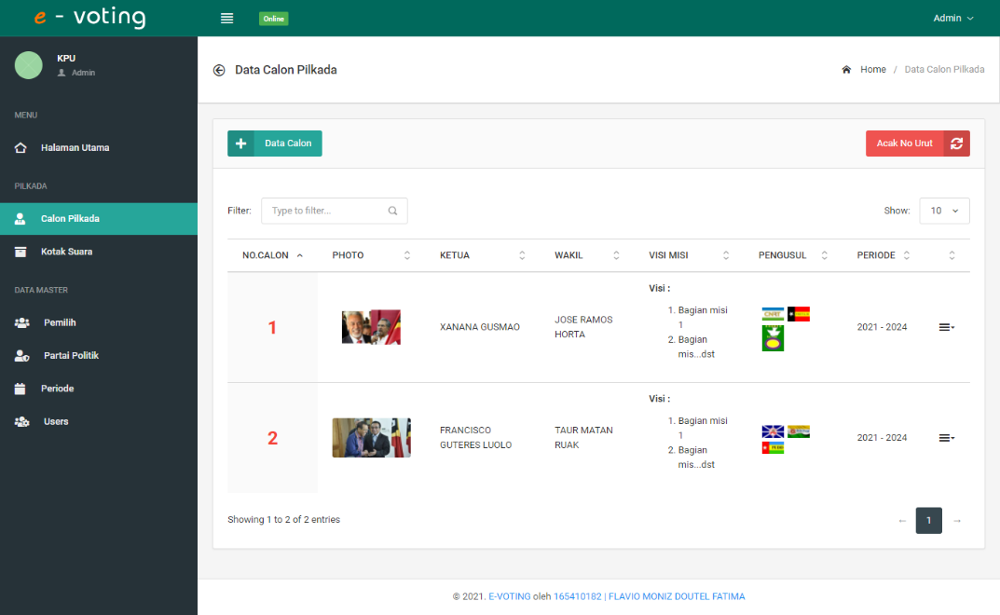 e - voting
Online
Admin
KPU
Admin
Data Calon Pilkada
Home / Data Calon Pilkada
MENU
Halaman Utama
PILKADA
Calon Pilkada
Kotak Suara
DATA MASTER
Pemilih
Partai Politik
Periode
Users
Data Calon
Acak No Urut
Filter: Type to filter...
Show: 10
NO.CALON PHOTO KETUA WAKIL VISI MISI PENGUSUL PERIODE
1
XANANA GUSMAO
JOSE RAMOS
HORTA
Visi :
1. Bagian misi
1
2. Bagian
mis...dst
2021 - 2024
2
FRANCISCO
GUTERES LUOLO
TAUR MATAN
RUAK
Visi :
1. Bagian misi
1
2. Bagian
mis...dst
2021 - 2024
Showing 1 to 2 of 2 entries
← 1 →
© 2021. E-VOTING oleh 165410182 | FLAVIO MONIZ DOUTEL FATIMA